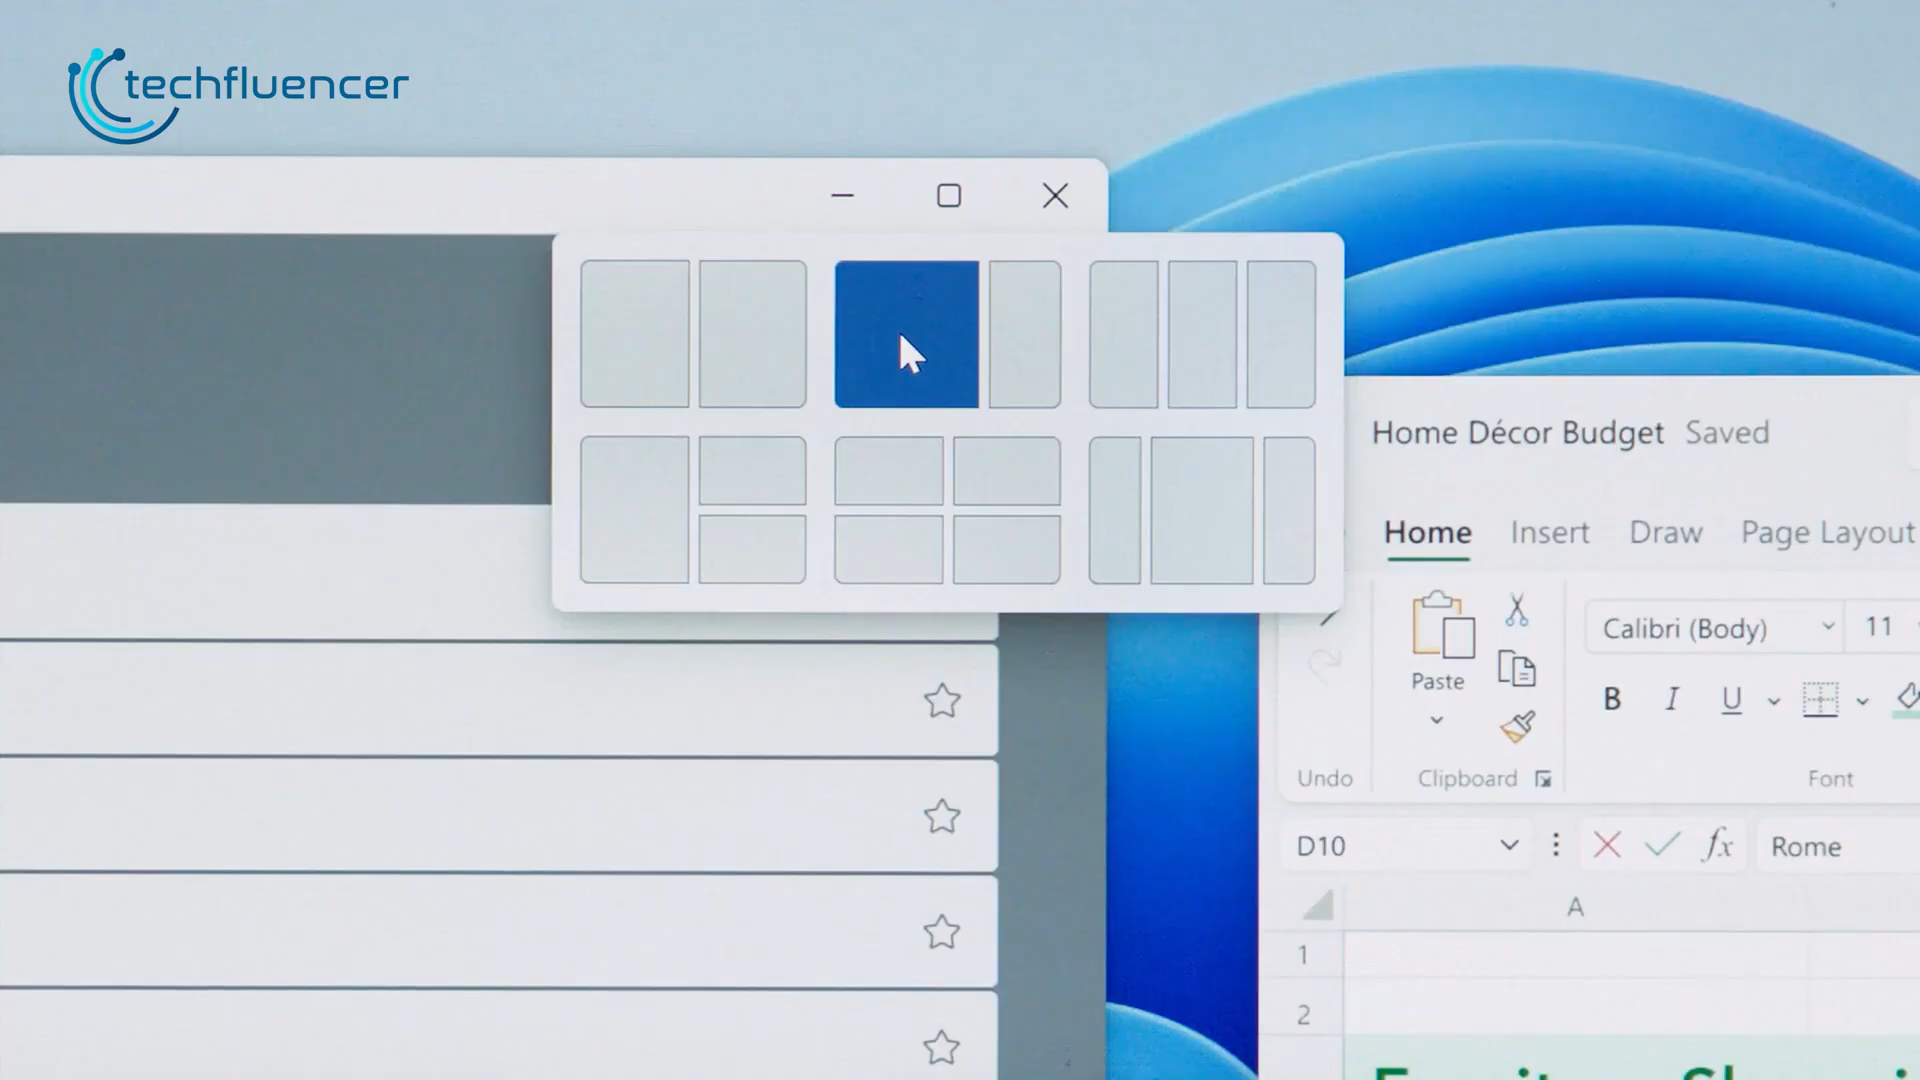 techfluencer
Home Décor Budget Saved
Home Insert Draw Page Layout
Calibri (Body) 11
Paste
B I U
Undo Clipboard Font
D10 fx Rome
A
1
2